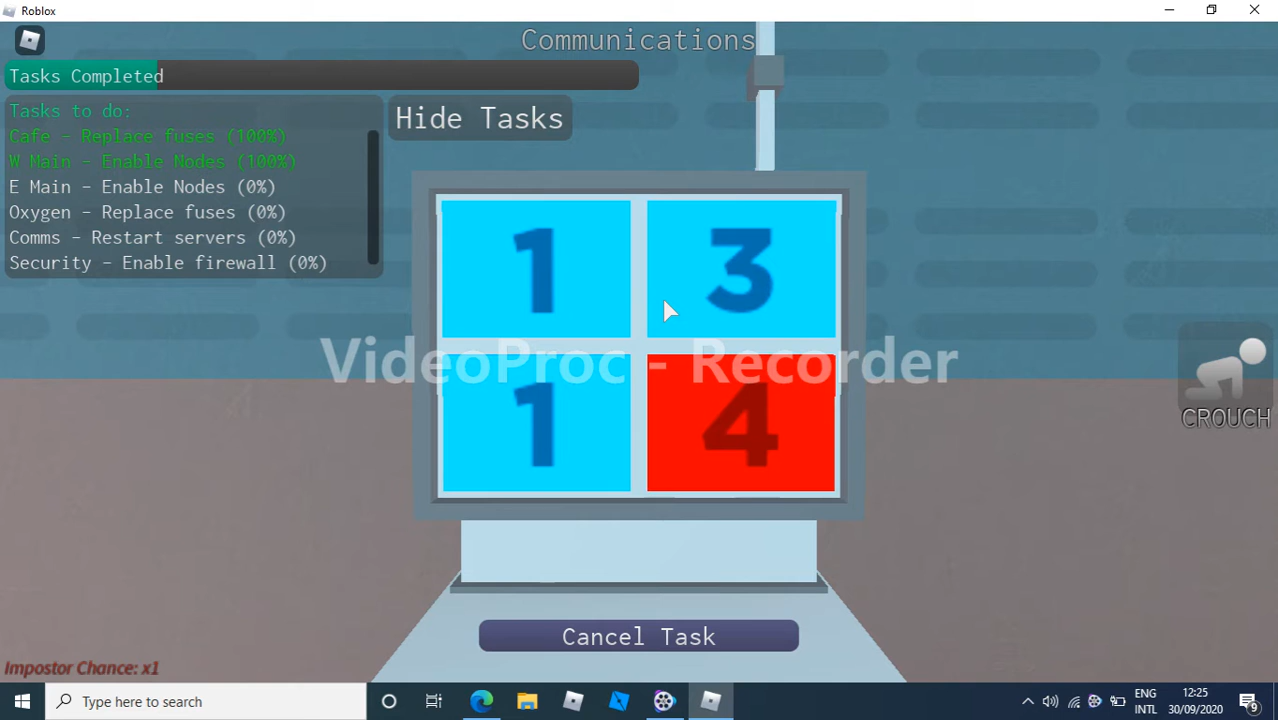 Roblox
Communications
Tasks Completed
Tasks to do:
Cafe - Replace fuses (100%)
W Main - Enable Nodes (100%)
E Main - Enable Nodes (0%)
Oxygen - Replace fuses (0%)
Comms - Restart servers (0%)
Security - Enable firewall (0%)
Hide Tasks
1 3
VideoProc - Recorder
1 4
CROUCH
Cancel Task
Impostor Chance: x1
Type here to search
ENG
INTL
12:25
30/09/2020
9